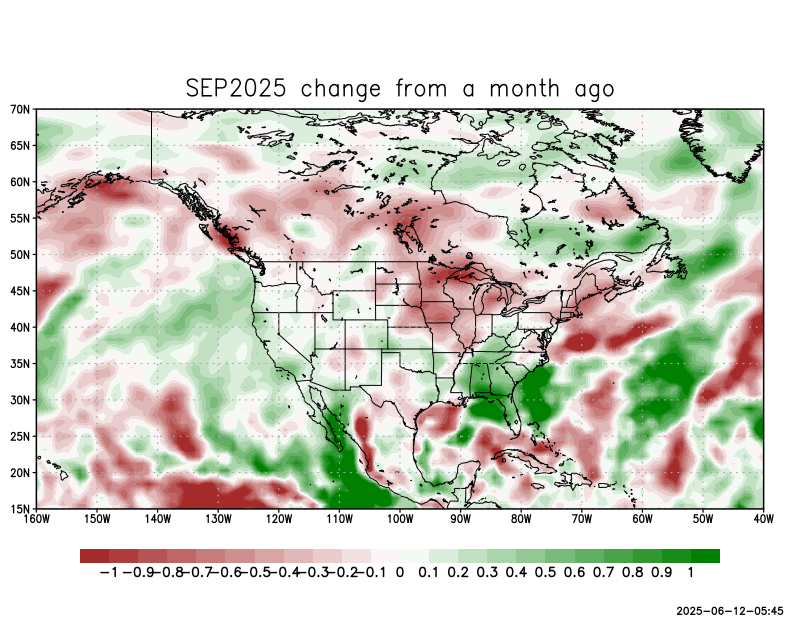 SEP2025 change from a month ago
70N
65N
60N
55N
50N
45N
40N
35N
30N
25N
20N
15N
160W 150W 140W 130W 120W 110W 100W 90W 80W 70W 60W 50W 40W
-1 -0.9 -0.8 -0.7 -0.6 -0.5 -0.4 -0.3 -0.2 -0.1 0 0.1 0.2 0.3 0.4 0.5 0.6 0.7 0.8 0.9 1
2025-06-12-05:45